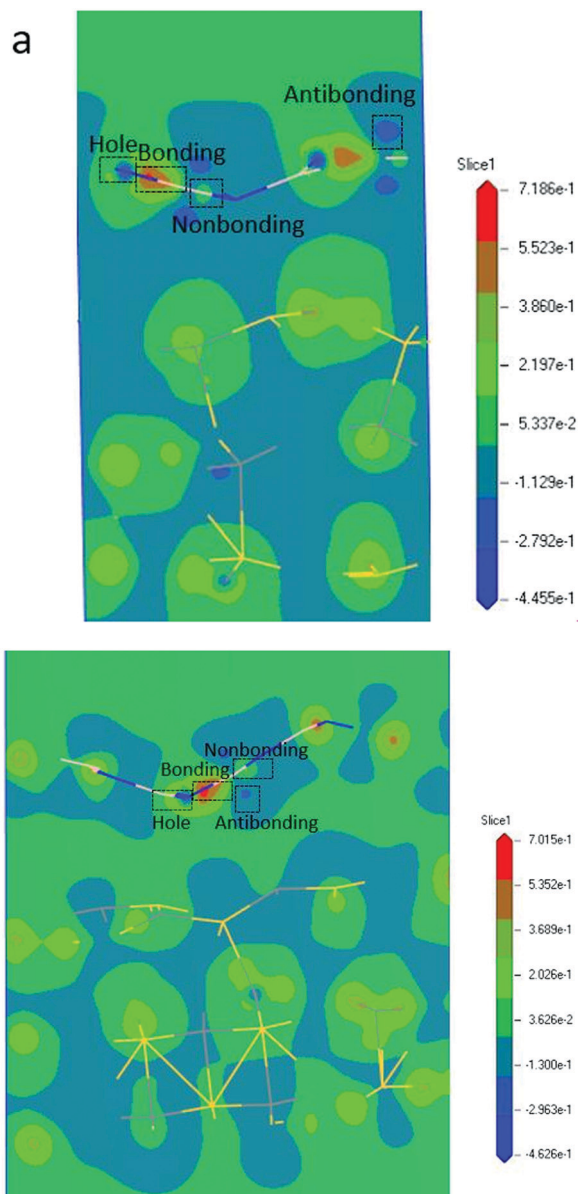 a
Antibonding
Hole
Bonding
Nonbonding
Slice1
7.186e-1
5.523e-1
3.860e-1
2.197e-1
5.337e-2
-1.129e-1
-2.792e-1
-4.455e-1
Nonbonding
Bonding
Hole
Antibonding
Slice1
7.015e-1
5.352e-1
3.689e-1
2.026e-1
3.626e-2
-1.300e-1
-2.963e-1
-4.626e-1